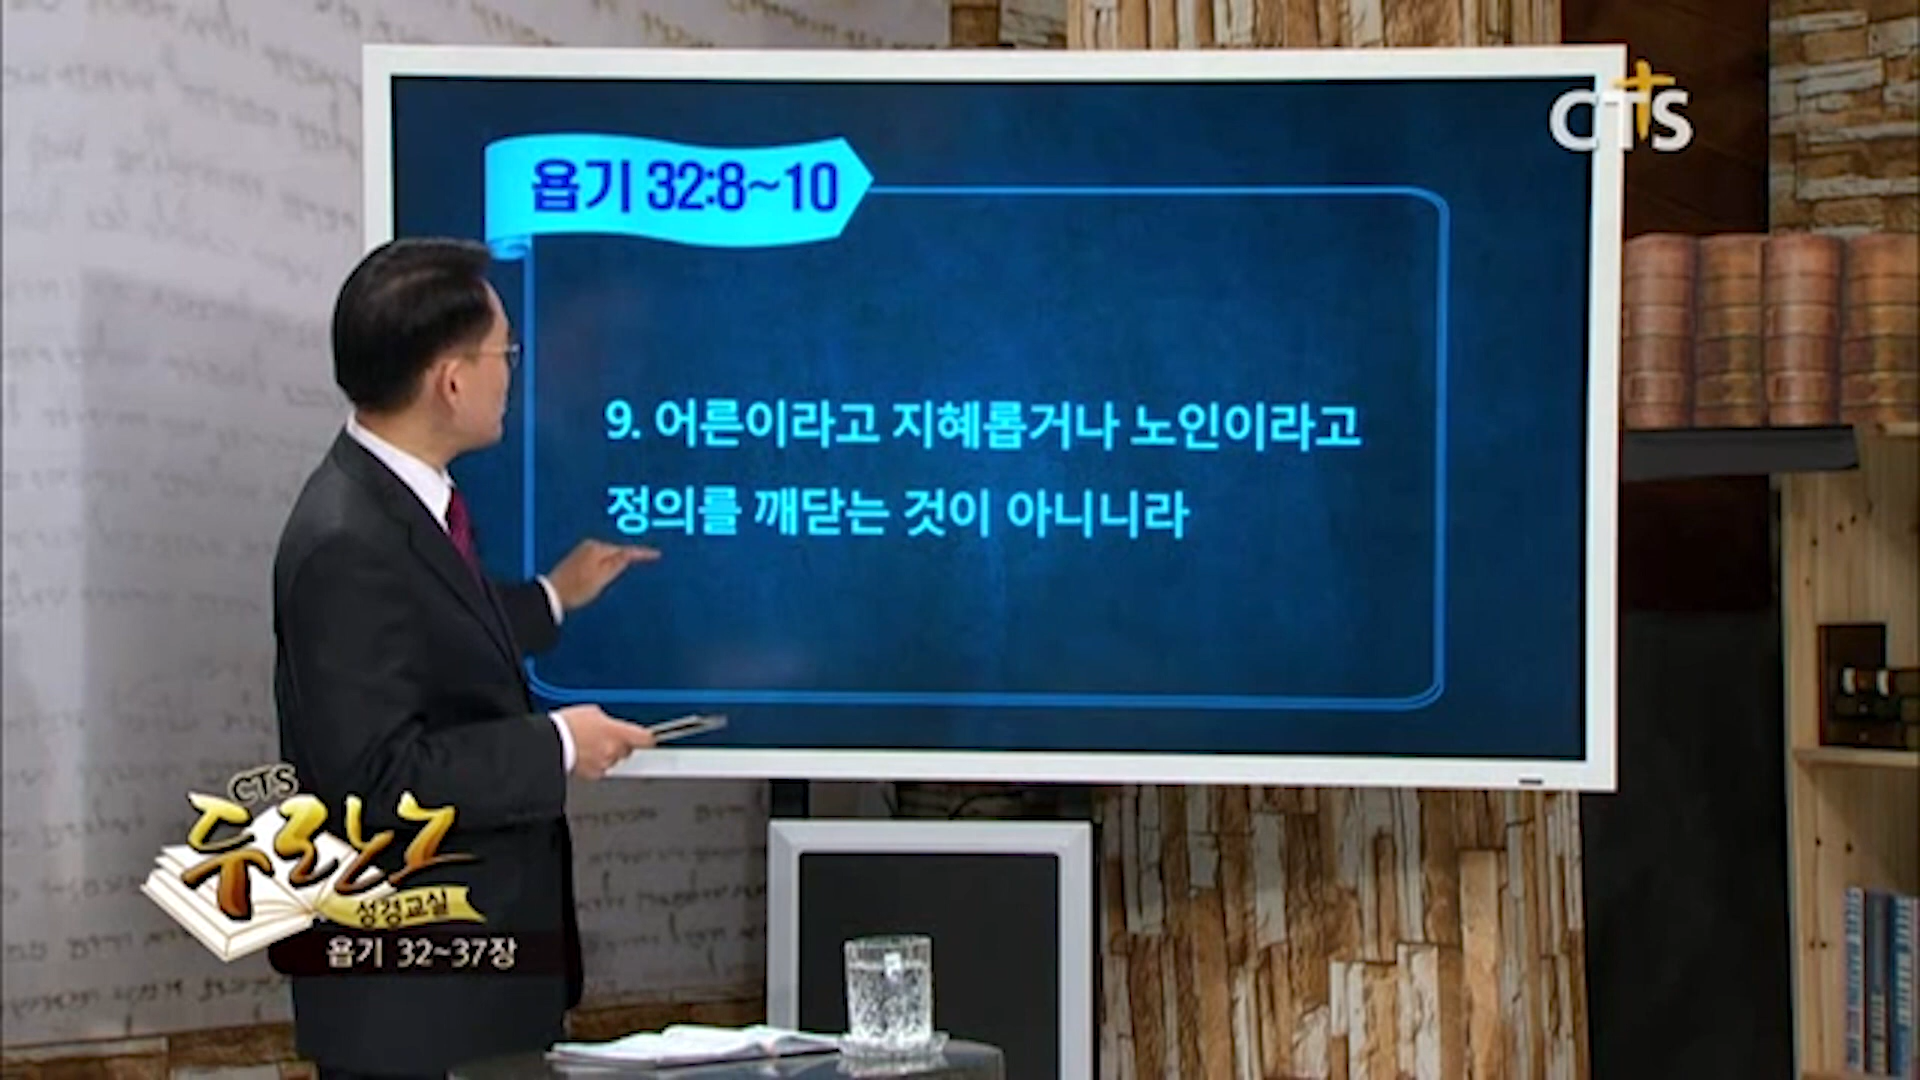 CTS
욥기 32:8~10
9. 어른이라고 지혜롭거나 노인이라고
정의를 깨닫는 것이 아니니라
CTS
두란노
성경교실
욥기 32~37장